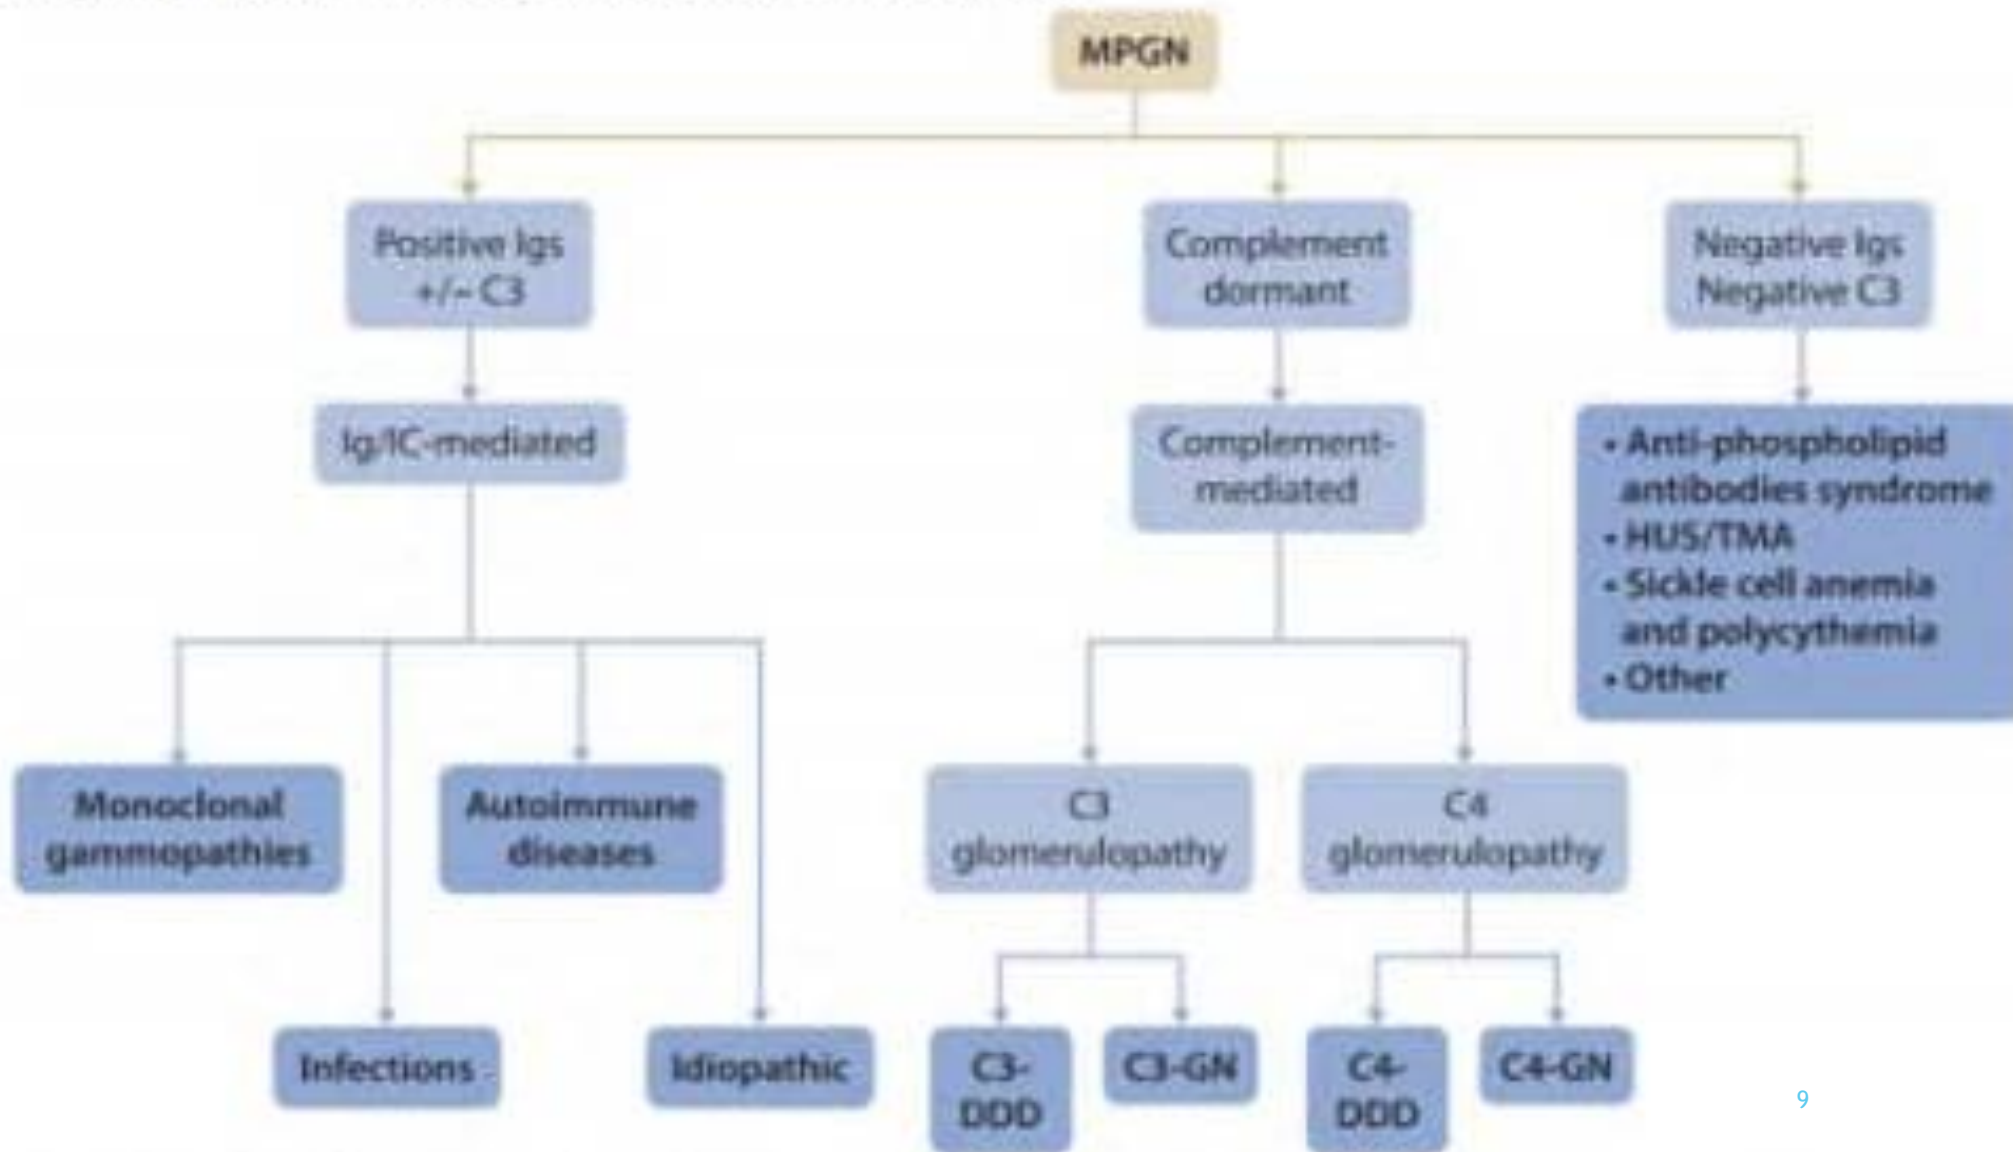 MPGN
Positive Igs
+/– C3
Complement
dormant
Negative Igs
Negative C3
Ig/IC-mediated
Complement-
mediated
• Anti-phospholipid
antibodies syndrome
• HUS/TMA
• Sickle cell anemia
and polycythemia
• Other
Monoclonal
gammopathies
Autoimmune
diseases
C3
glomerulopathy
C4
glomerulopathy
Infections
Idiopathic
C3-
DDD
C3-GN
C4-
DDD
C4-GN
9